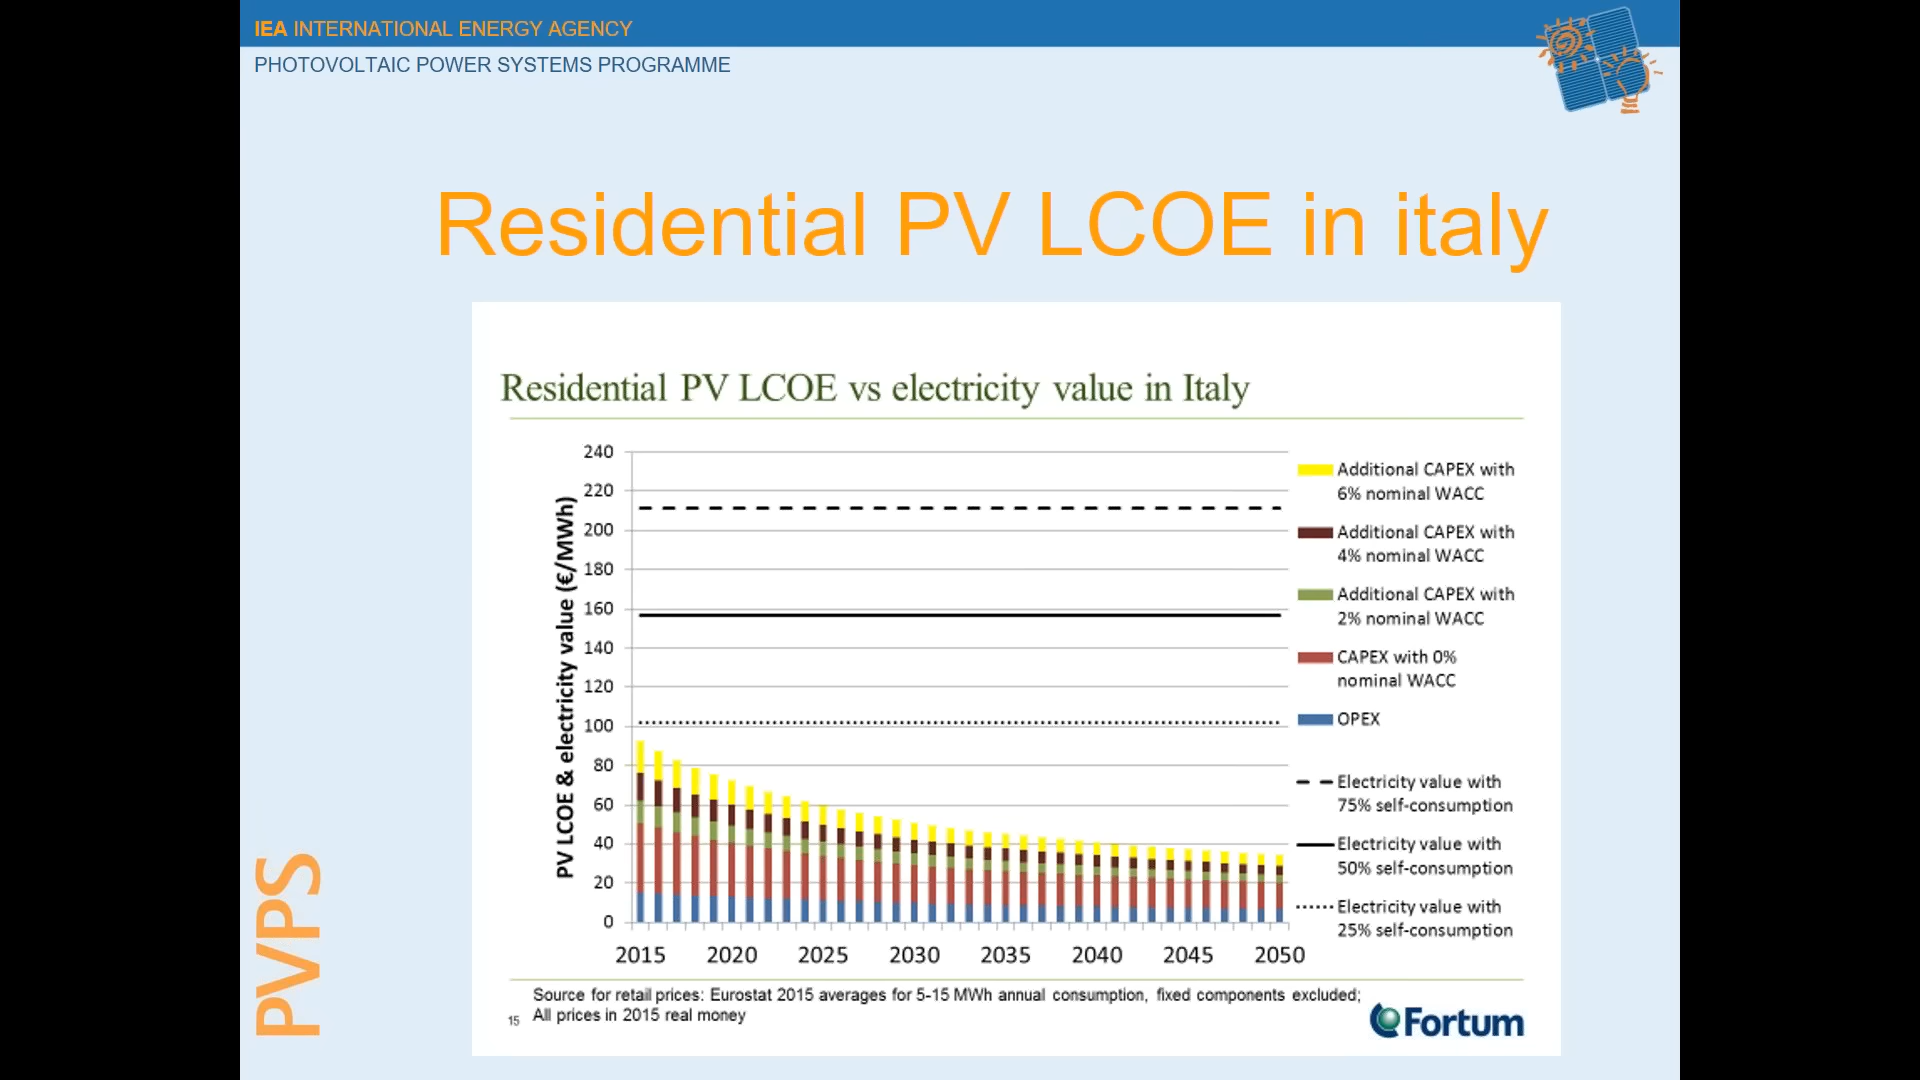 IEA INTERNATIONAL ENERGY AGENCY
PHOTOVOLTAIC POWER SYSTEMS PROGRAMME
Residential PV LCOE in italy
Residential PV LCOE vs electricity value in Italy
PV LCOE & electricity value (€/MWh)
240
220
200
180
160
140
120
100
80
60
40
20
0
2015 2020 2025 2030 2035 2040 2045 2050
Additional CAPEX with
6% nominal WACC
Additional CAPEX with
4% nominal WACC
Additional CAPEX with
2% nominal WACC
CAPEX with 0%
nominal WACC
OPEX
Electricity value with
75% self-consumption
Electricity value with
50% self-consumption
Electricity value with
25% self-consumption
Source for retail prices: Eurostat 2015 averages for 5-15 MWh annual consumption, fixed components excluded;
15 All prices in 2015 real money
Fortum
PVPS